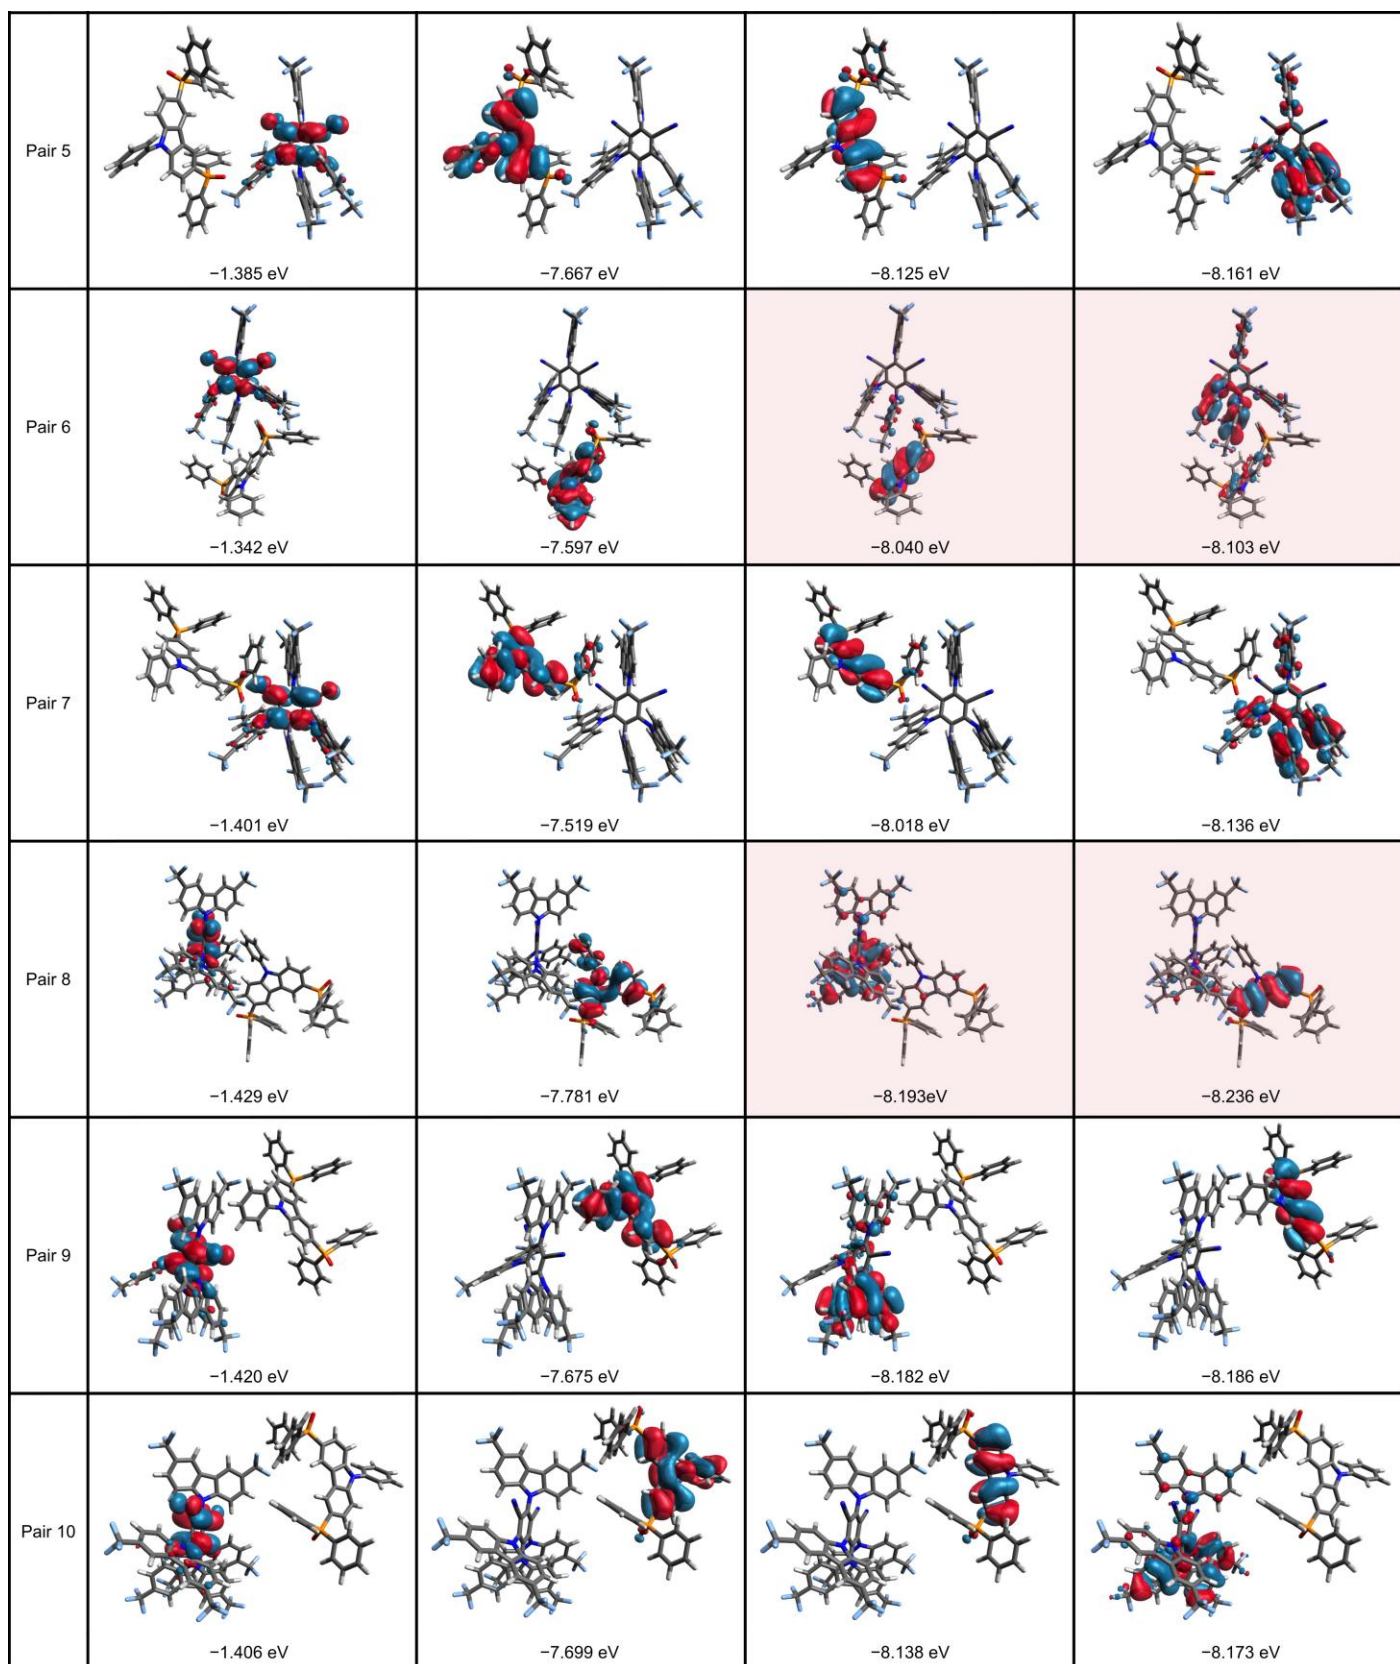 Pair 5
−1.385 eV
−7.667 eV
−8.125 eV
−8.161 eV
Pair 6
−1.342 eV
−7.597 eV
−8.040 eV
−8.103 eV
Pair 7
−1.401 eV
−7.519 eV
−8.018 eV
−8.136 eV
Pair 8
−1.429 eV
−7.781 eV
−8.193eV
−8.236 eV
Pair 9
−1.420 eV
−7.675 eV
−8.182 eV
−8.186 eV
Pair 10
−1.406 eV
−7.699 eV
−8.138 eV
−8.173 eV